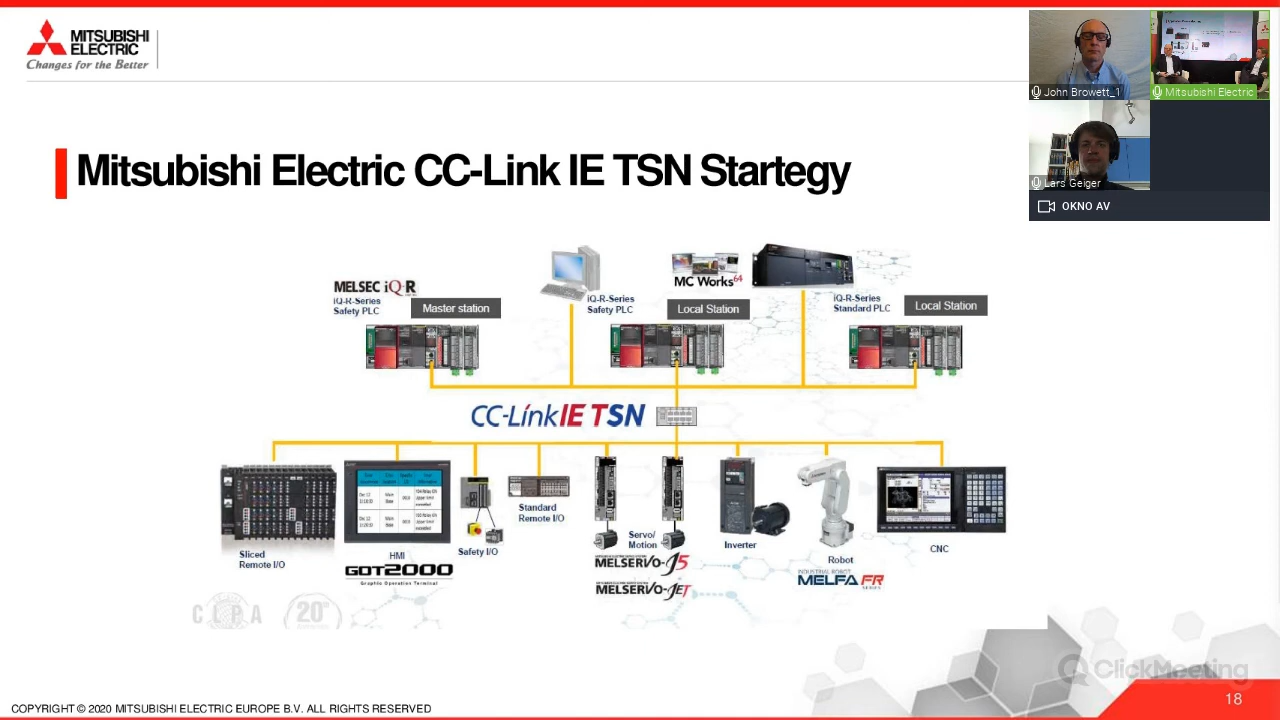 MITSUBISHI
ELECTRIC
Changes for the Better
John Browett_1
Mitsubishi Electric
Lars Geiger
OKNO AV
Mitsubishi Electric CC-Link IE TSN Startegy
MELSEC iQ-R
iQ-R-Series
Safety PLC
Master station
iQ-R-Series
Safety PLC
MC Works64
Local Station
iQ-R-Series
Standard PLC
Local Station
CC-Link IE TSN
Sliced
Remote I/O
HMI
GOT2000
Graphic Operation Terminal
Safety I/O
Standard
Remote I/O
Servo/
Motion
MELSERVO-J5
MELSERVO-JET
Inverter
Robot
INDUSTRIAL ROBOT
MELFA FR
SERIES
CNC
CLPA
20th
ClickMeeting
18
COPYRIGHT © 2020 MITSUBISHI ELECTRIC EUROPE B.V. ALL RIGHTS RESERVED